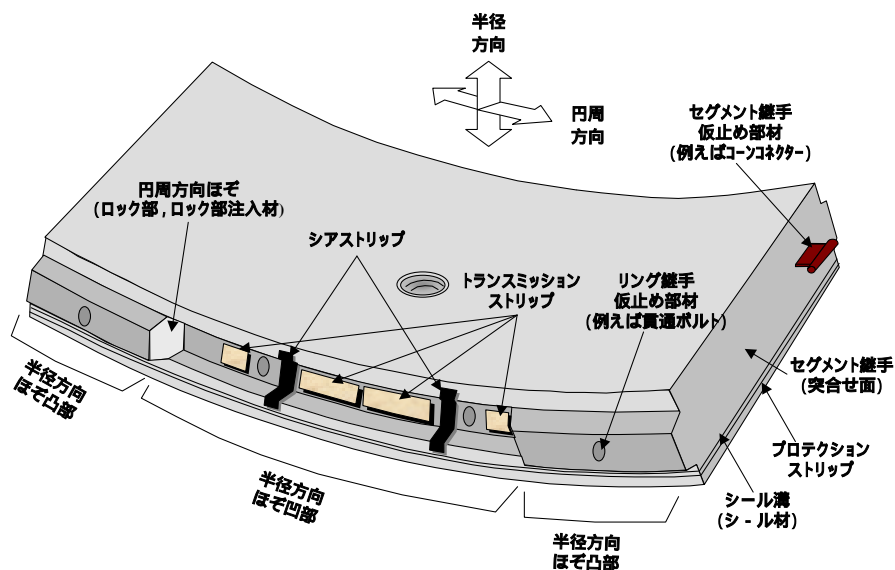 半径
方向
円周
方向
セグメント継手
仮止め部材
(例えばコーンコネクター)
円周方向ほぞ
(ロック部,ロック部注入材)
シアストリップ
トランスミッション
ストリップ
リング継手
仮止め部材
(例えば貫通ボルト)
セグメント継手
(突合せ面)
プロテクション
ストリップ
シール溝
(シ-ル材)
半径方向
ほぞ凸部
半径方向
ほぞ凹部
半径方向
ほぞ凸部